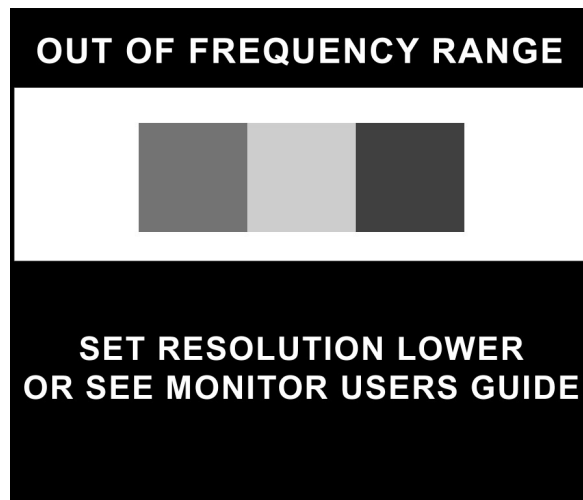 OUT OF FREQUENCY RANGE
SET RESOLUTION LOWER
OR SEE MONITOR USERS GUIDE